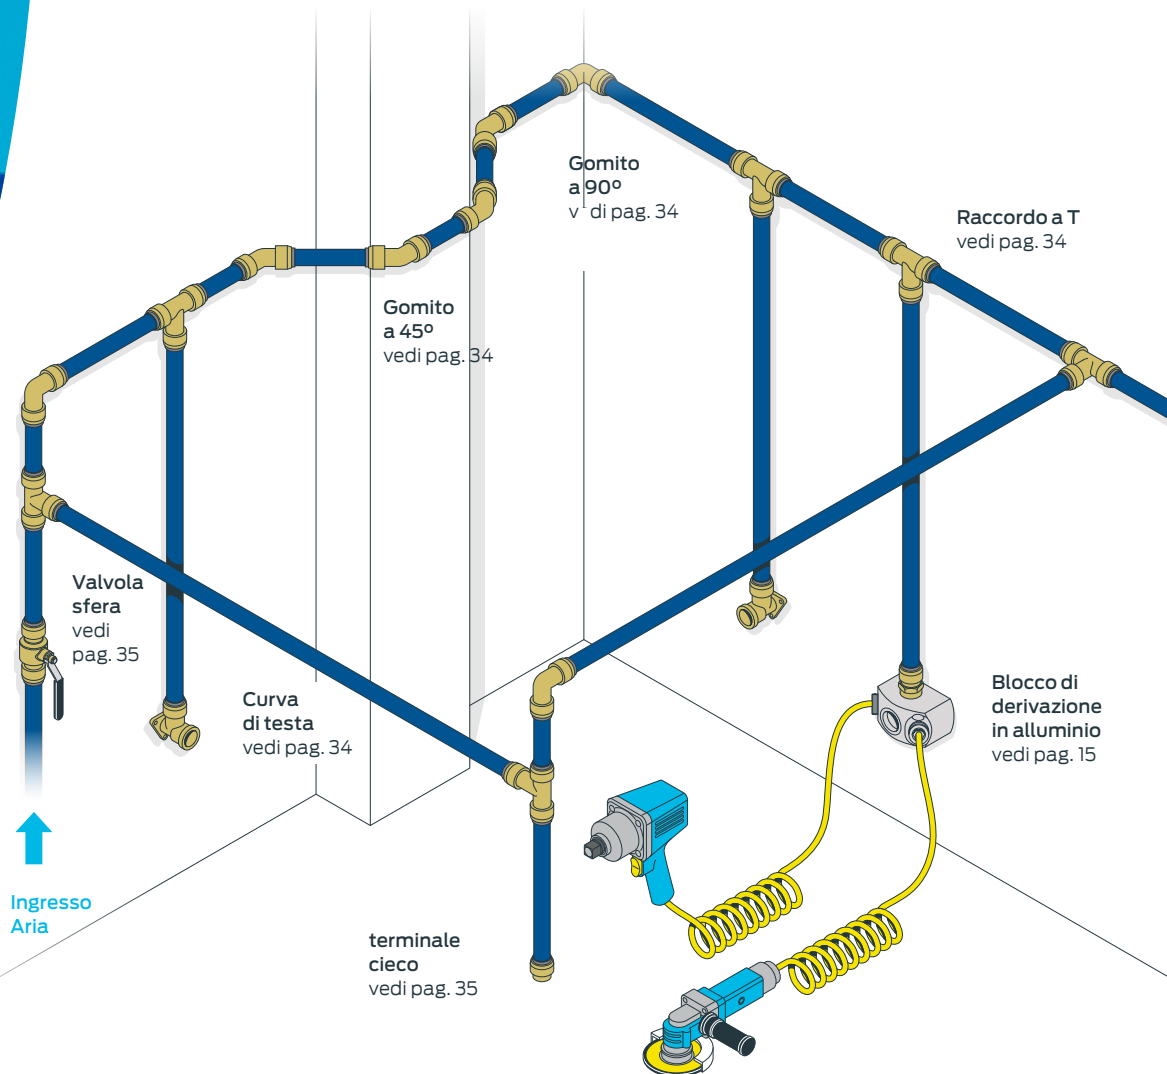 Gomito
a 90º
v di pag. 34
Raccordo a T
vedi pag. 34
Gomito
a 45º
vedi pag. 34
Valvola
sfera
vedi
pag. 35
Curva
di testa
vedi pag. 34
Blocco di
derivazione
in alluminio
vedi pag. 15
Ingresso
Aria
terminale
cieco
vedi pag. 35